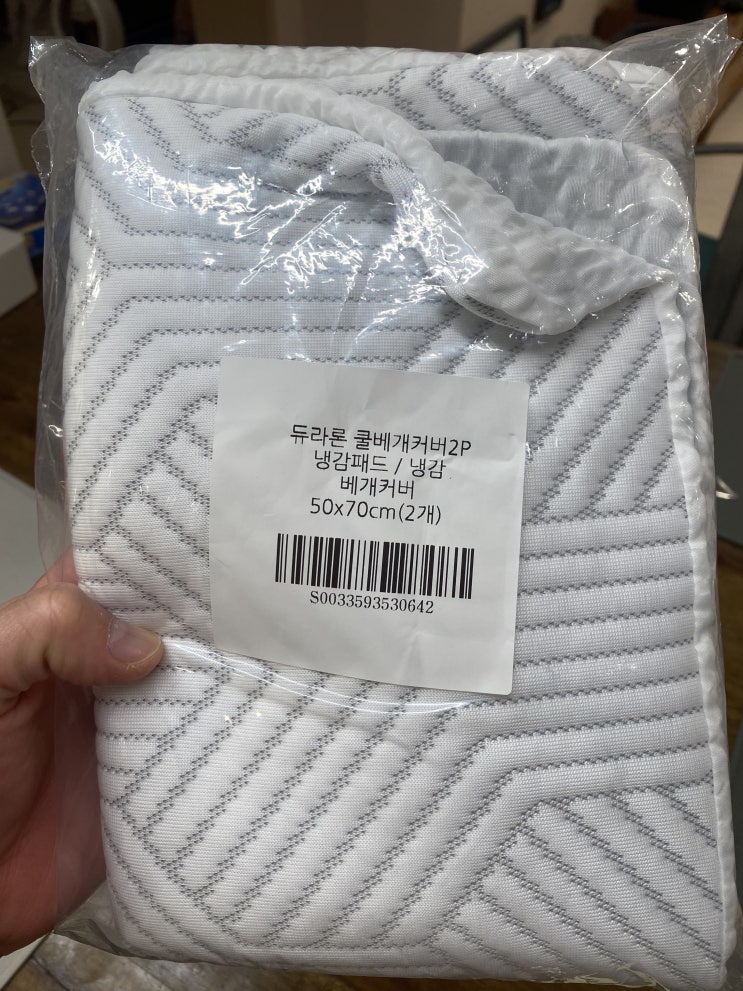 듀라론 쿨베개커버2P
냉감패드 / 냉감
베개커버
50x70cm(2개)
S0033593530642